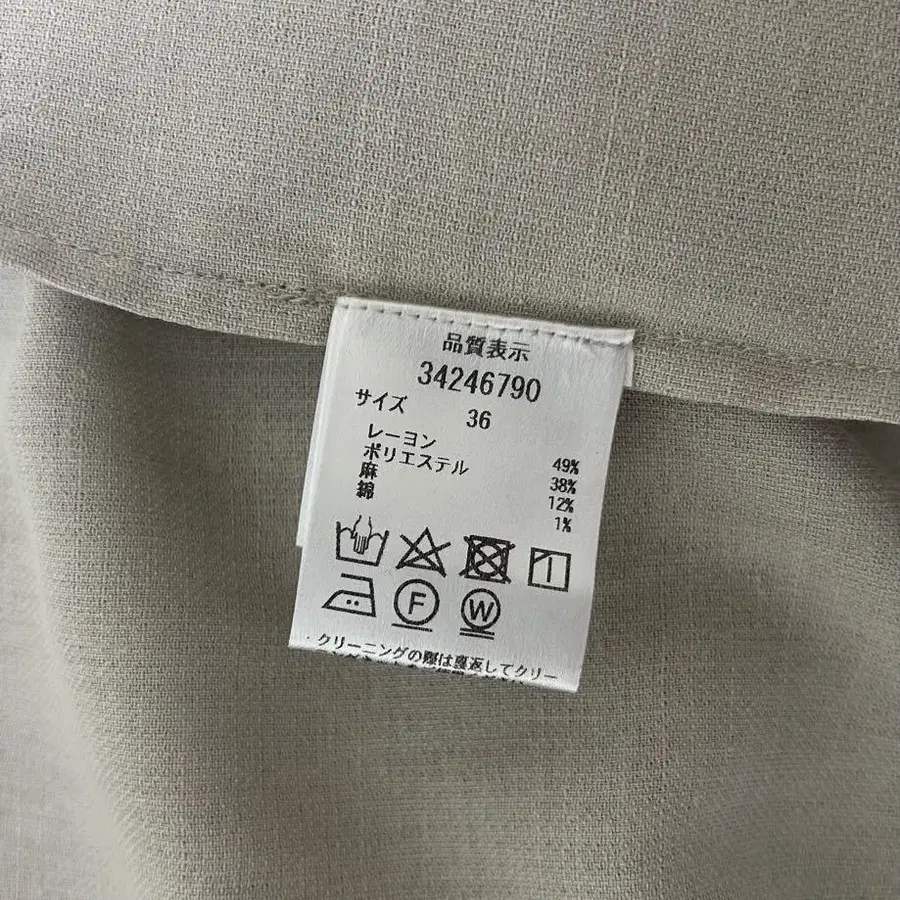 品質表示
34246790
サイズ 36
レーヨン 49%
ポリエステル 38%
麻 12%
綿 1%
F W
・クリーニングの際は裏返してクリー